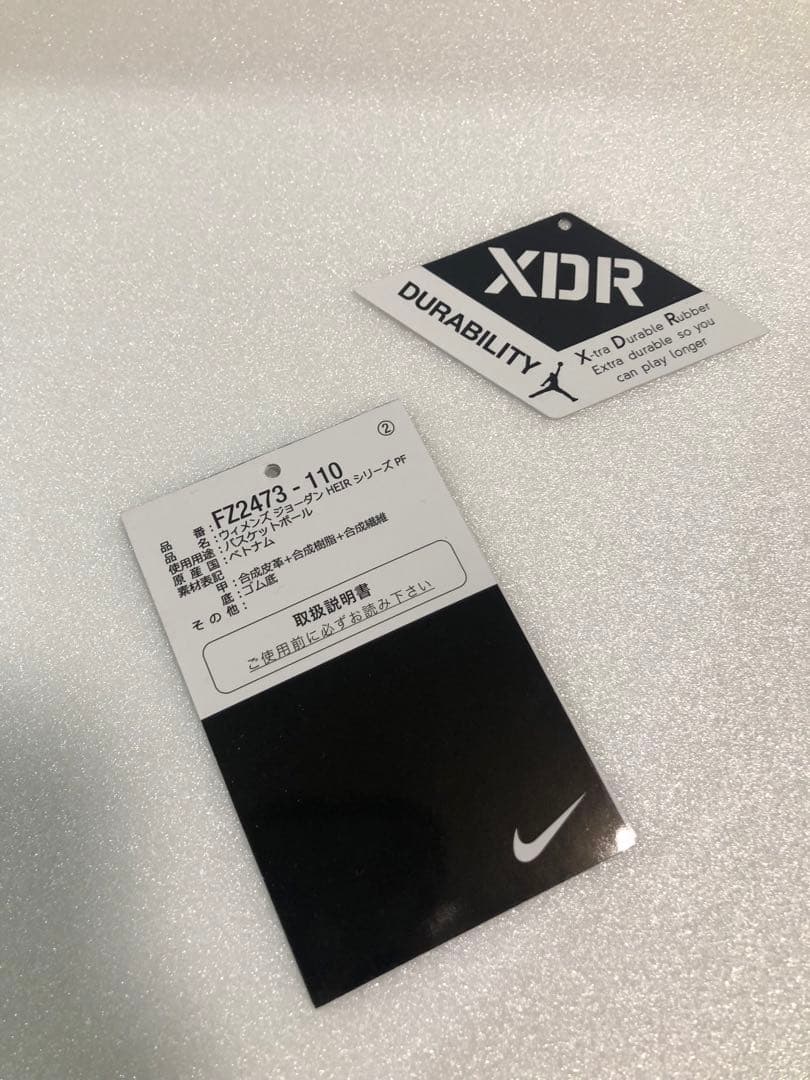 XDR
DURABILITY
X-tra Durable Rubber
Extra durable so you
can play longer
②
品番：FZ2473 - 110
品名：ウィメンズ ジョーダン HEIR シリーズ PF
使用用途：バスケットボール
原産国：ベトナム
素材表記
甲：合成皮革+合成樹脂+合成繊維
底：ゴム底
その他：
取扱説明書
ご使用前に必ずお読み下さい